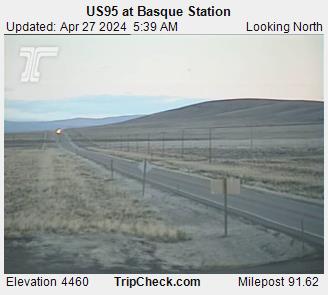 US95 at Basque Station
Updated: Apr 27 2024 5:39 AM Looking North
Elevation 4460 TripCheck.com Milepost 91.62